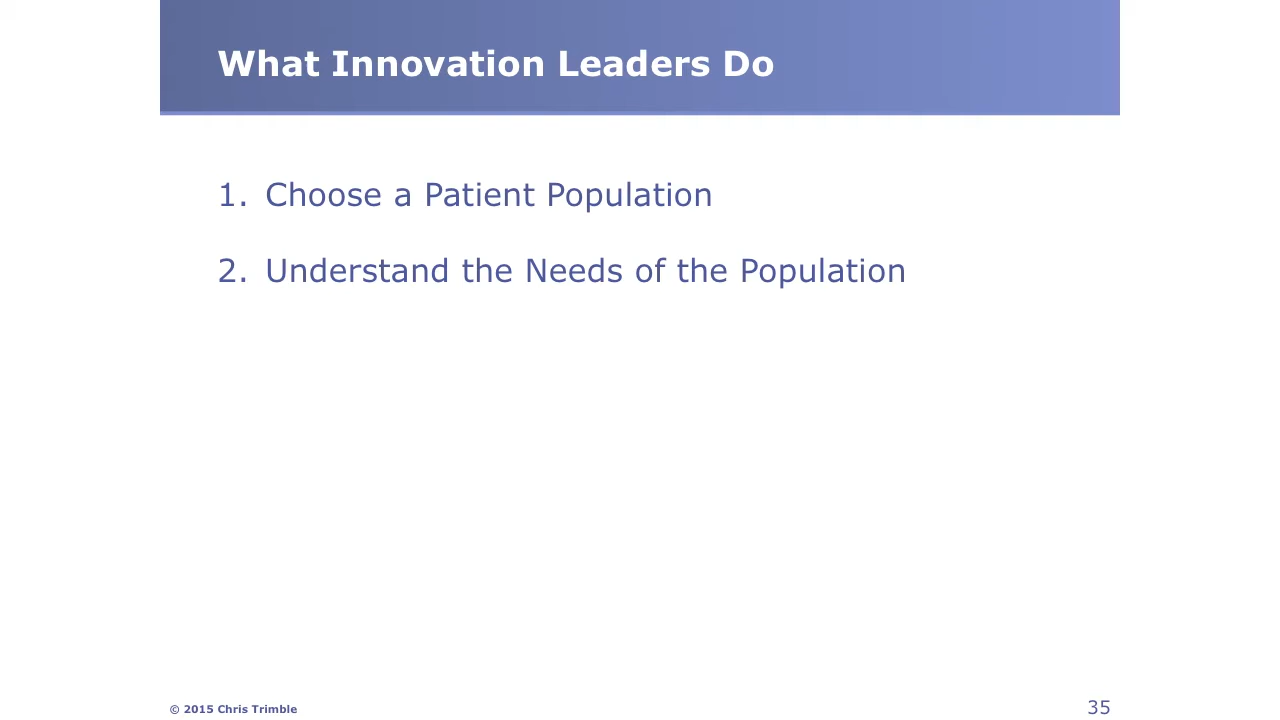 What Innovation Leaders Do
1. Choose a Patient Population
2. Understand the Needs of the Population
© 2015 Chris Trimble
35